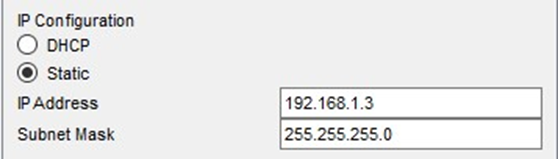 IP Configuration
DHCP
Static
IP Address 192.168.1.3
Subnet Mask 255.255.255.0